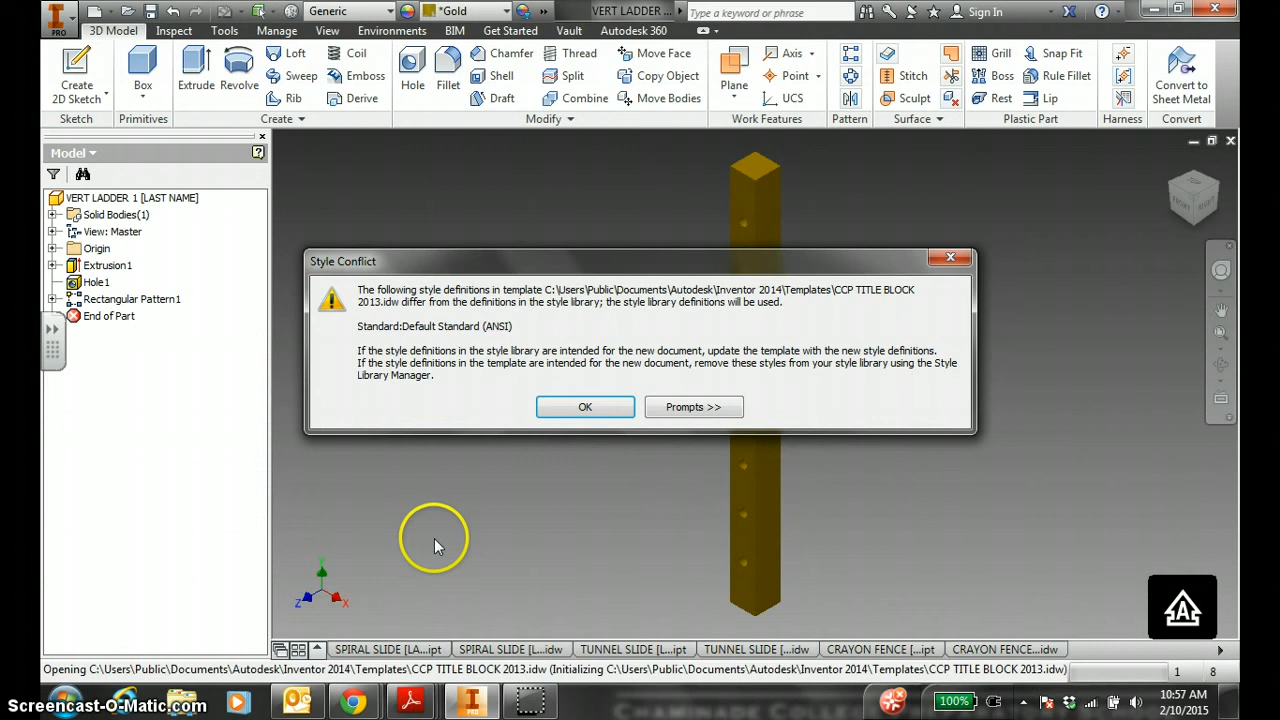 PRO
Generic
*Gold
VERT LADDER ...
Type a keyword or phrase
Sign In
3D Model
Inspect
Tools
Manage
View
Environments
BIM
Get Started
Vault
Autodesk 360
Create
2D Sketch
Box
Extrude
Revolve
Loft
Sweep
Rib
Coil
Emboss
Derive
Hole
Fillet
Chamfer
Shell
Draft
Thread
Split
Combine
Move Face
Copy Object
Move Bodies
Plane
Axis
Point
UCS
Stitch
Sculpt
Grill
Boss
Rest
Snap Fit
Rule Fillet
Lip
Convert to
Sheet Metal
Sketch
Primitives
Create
Modify
Work Features
Pattern
Surface
Plastic Part
Harness
Convert
Model
VERT LADDER 1 [LAST NAME]
Solid Bodies(1)
View: Master
Origin
Extrusion1
Hole1
Rectangular Pattern1
End of Part
FRONT
RIGHT
Style Conflict
The following style definitions in template C:\Users\Public\Documents\Autodesk\Inventor 2014\Templates\CCP TITLE BLOCK
2013.idw differ from the definitions in the style library; the style library definitions will be used.
Standard:Default Standard (ANSI)
If the style definitions in the style library are intended for the new document, update the template with the new style definitions.
If the style definitions in the template are intended for the new document, remove these styles from your style library using the Style
Library Manager.
OK
Prompts >>
Y
Z
X
A
SPIRAL SLIDE [LA...ipt
SPIRAL SLIDE [L...idw
TUNNEL SLIDE [L...ipt
TUNNEL SLIDE [...idw
CRAYON FENCE [...ipt
CRAYON FENCE...idw
Opening C:\Users\Public\Documents\Autodesk\Inventor 2014\Templates\CCP TITLE BLOCK 2013.idw (Initializing C:\Users\Public\Documents\Autodesk\Inventor 2014\Templates\CCP TITLE BLOCK 2013.idw)
1
8
Screencast-O-Matic.com
PRO
100%
10:57 AM
2/10/2015